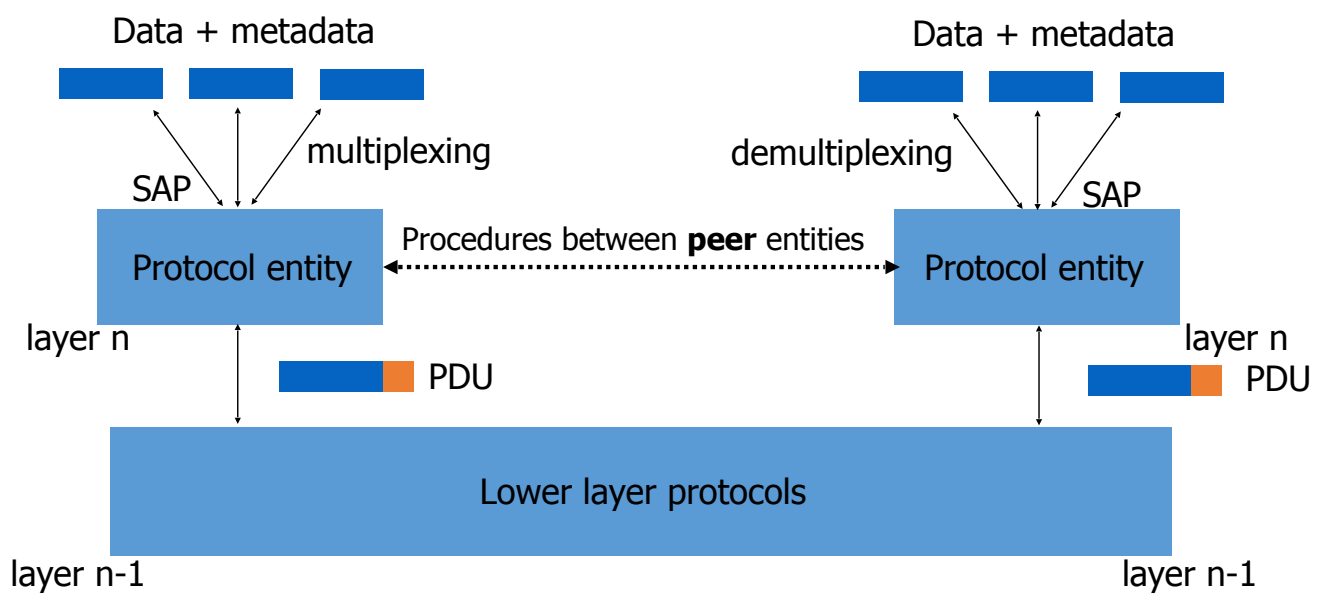 Data + metadata
Data + metadata
multiplexing
demultiplexing
SAP
SAP
Procedures between peer entities
Protocol entity
Protocol entity
layer n
layer n
PDU
PDU
Lower layer protocols
layer n-1
layer n-1